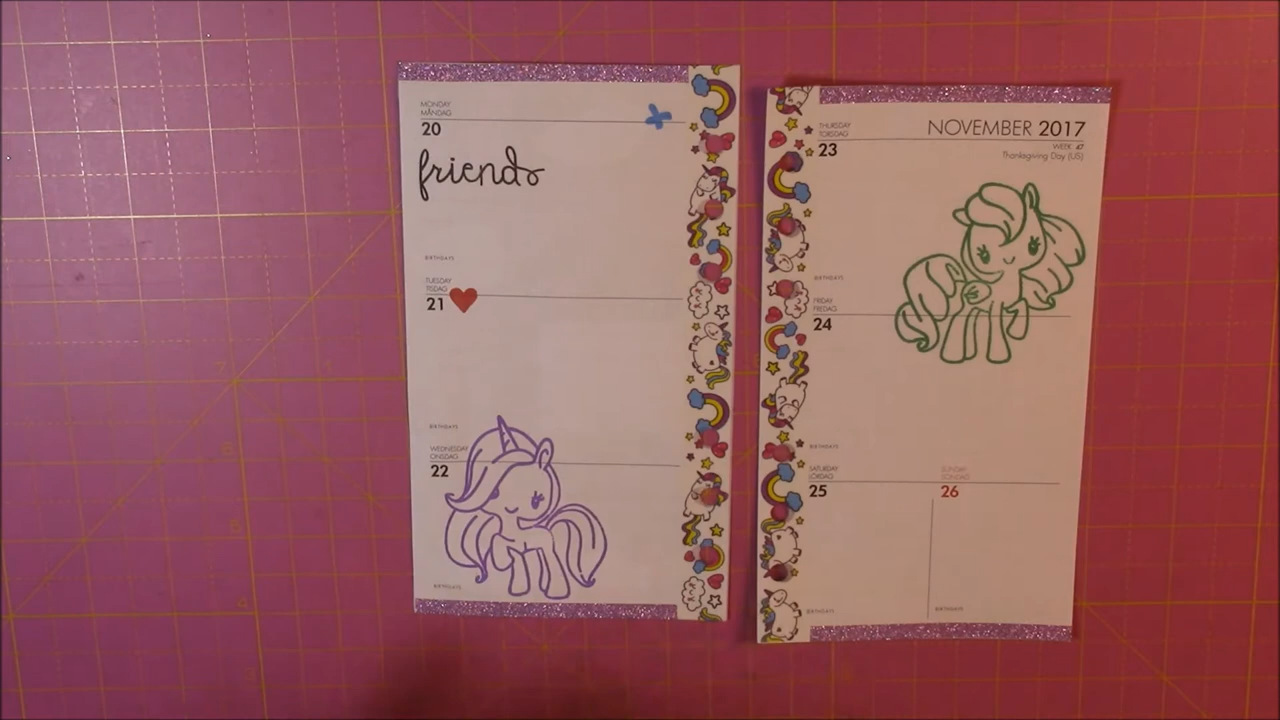 MONDAY
MÅNDAG
20
friends
BIRTHDAYS
TUESDAY
TISDAG
21
BIRTHDAYS
WEDNESDAY
ONSDAG
22
BIRTHDAYS
THURSDAY
TORSDAG
23
NOVEMBER 2017
WEEK 47
Thanksgiving Day (US)
BIRTHDAYS
FRIDAY
FREDAG
24
BIRTHDAYS
SATURDAY
LÖRDAG
25
BIRTHDAYS
SUNDAY
SÖNDAG
26
BIRTHDAYS